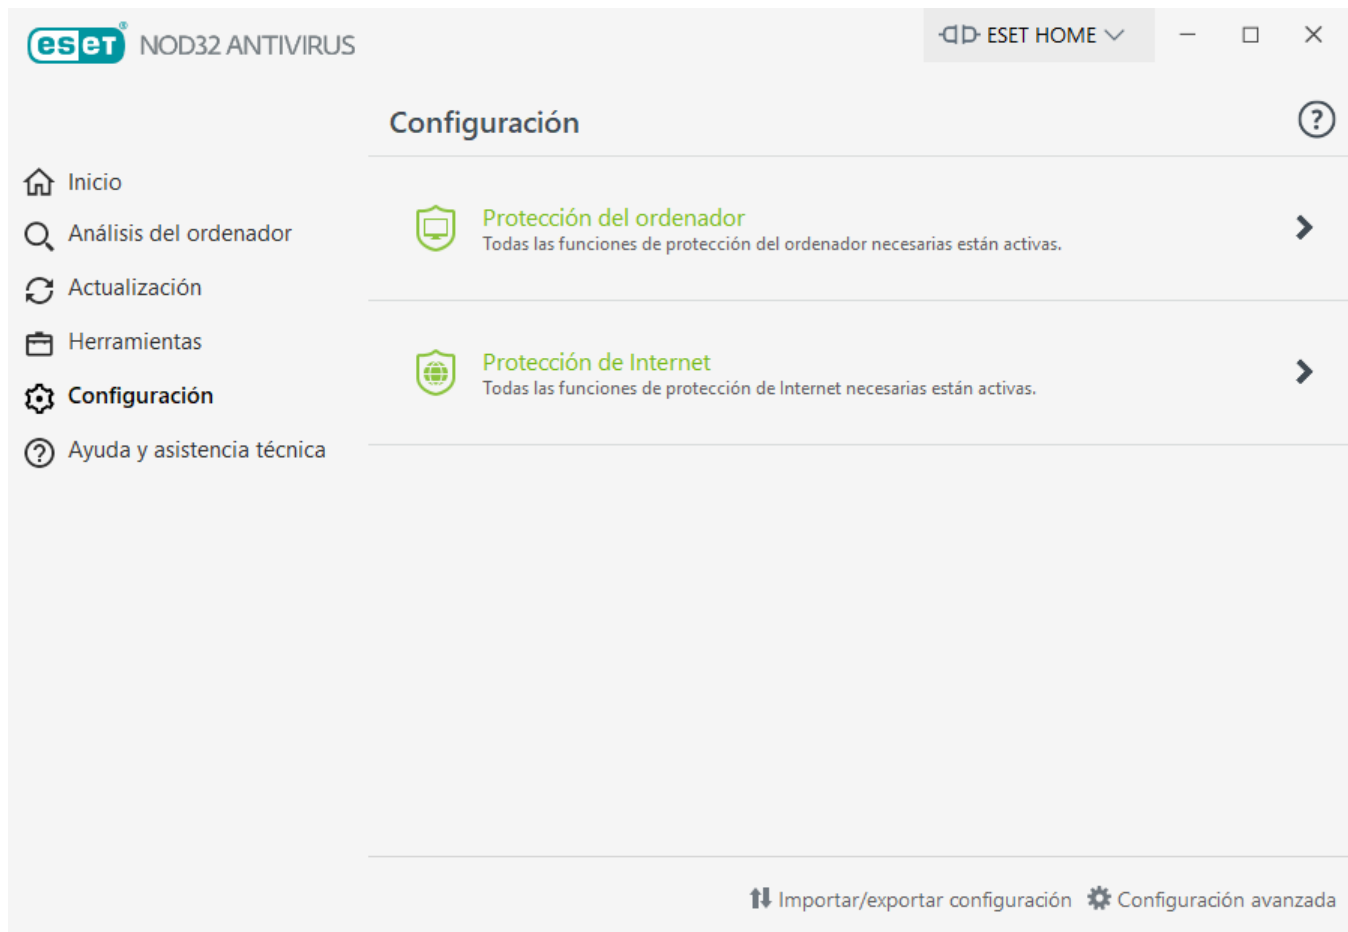 eset® NOD32 ANTIVIRUS
ESET HOME
Configuración
?
Inicio
Análisis del ordenador
Actualización
Herramientas
Configuración
Ayuda y asistencia técnica
Protección del ordenador
Todas las funciones de protección del ordenador necesarias están activas.
Protección de Internet
Todas las funciones de protección de Internet necesarias están activas.
Importar/exportar configuración
Configuración avanzada